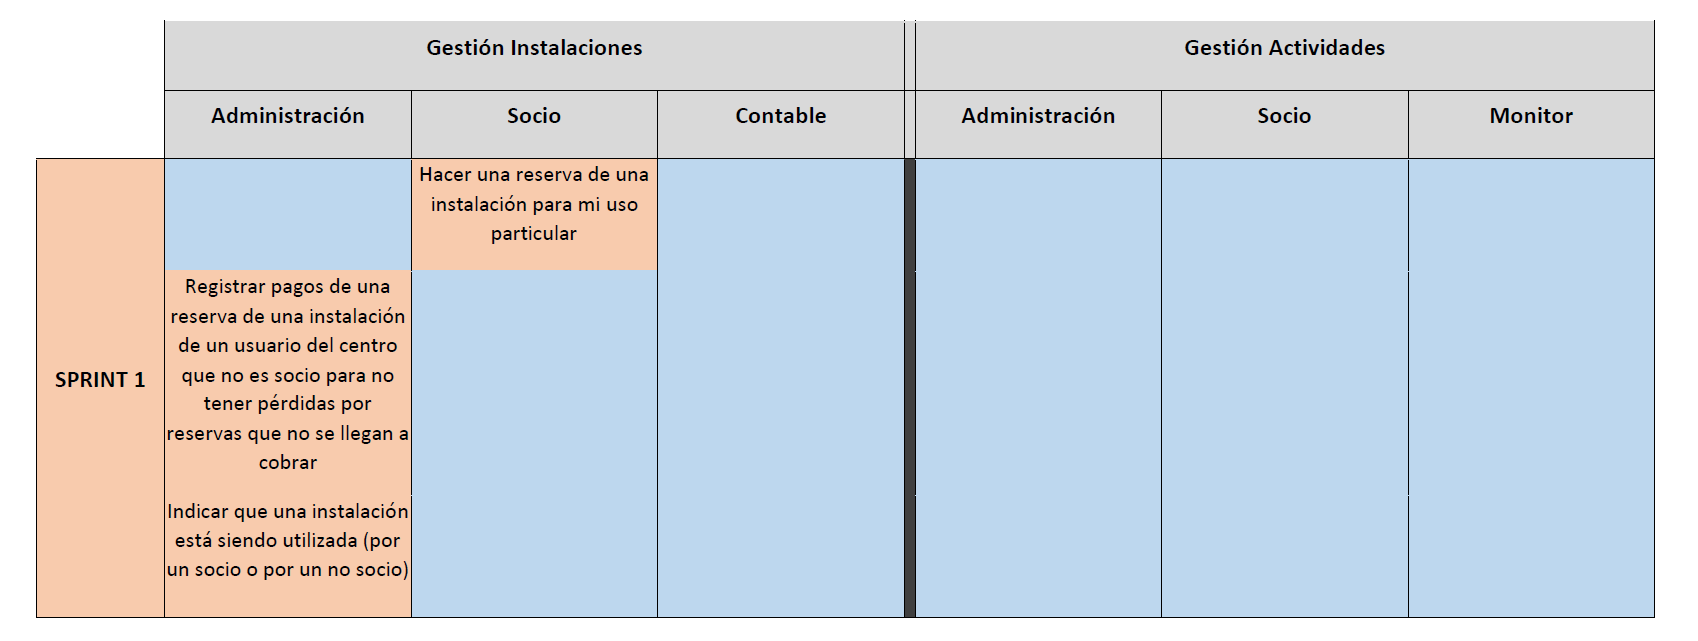 Gestión Instalaciones
Gestión Actividades
Administración
Socio
Contable
Administración
Socio
Monitor
SPRINT 1
Hacer una reserva de una
instalación para mi uso
particular
Registrar pagos de una
reserva de una instalación
de un usuario del centro
que no es socio para no
tener pérdidas por
reservas que no se llegan a
cobrar
Indicar que una instalación
está siendo utilizada (por
un socio o por un no socio)